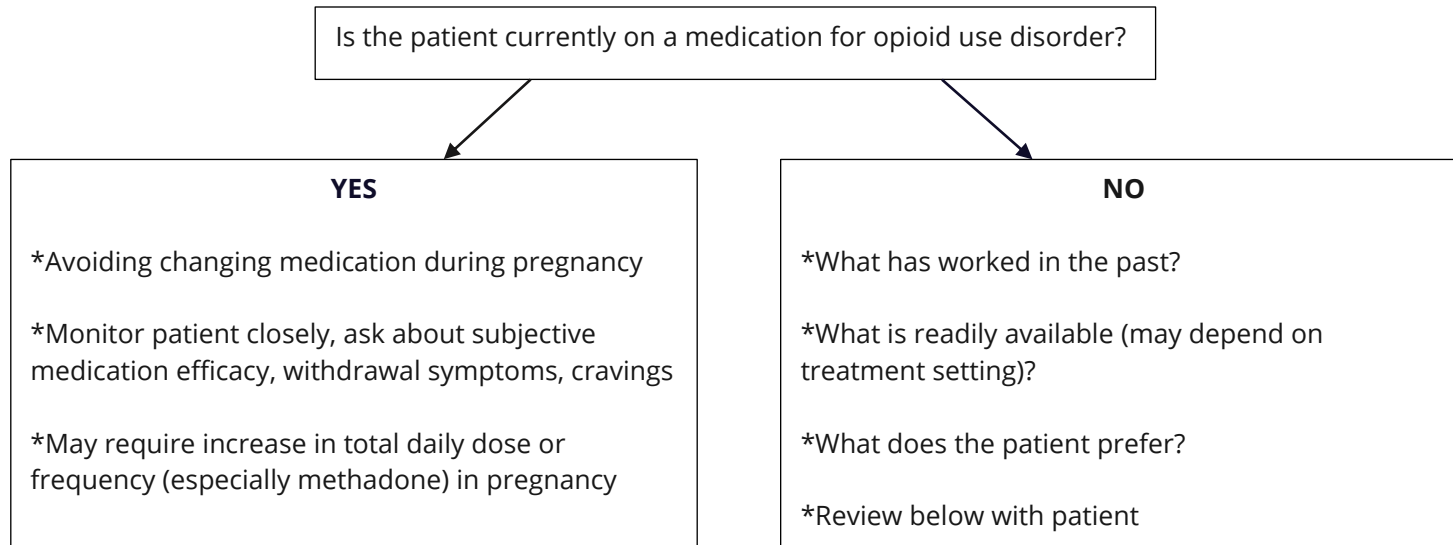 Is the patient currently on a medication for opioid use disorder?
YES
*Avoiding changing medication during pregnancy
*Monitor patient closely, ask about subjective
medication efficacy, withdrawal symptoms, cravings
*May require increase in total daily dose or
frequency (especially methadone) in pregnancy
NO
*What has worked in the past?
*What is readily available (may depend on
treatment setting)?
*What does the patient prefer?
*Review below with patient